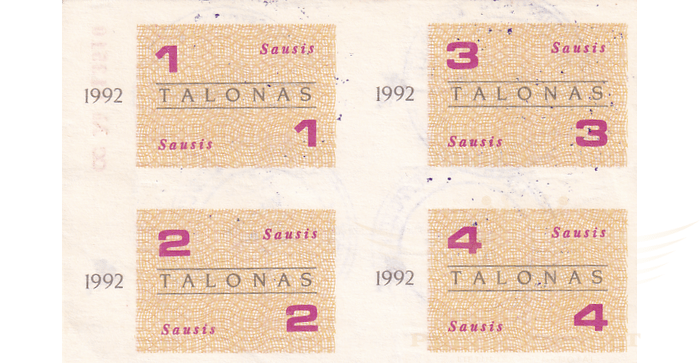 1 Sausis
1992 TALONAS
Sausis 1
3 Sausis
1992 TALONAS
Sausis 3
2 Sausis
1992 TALONAS
Sausis 2
4 Sausis
1992 TALONAS
Sausis 4